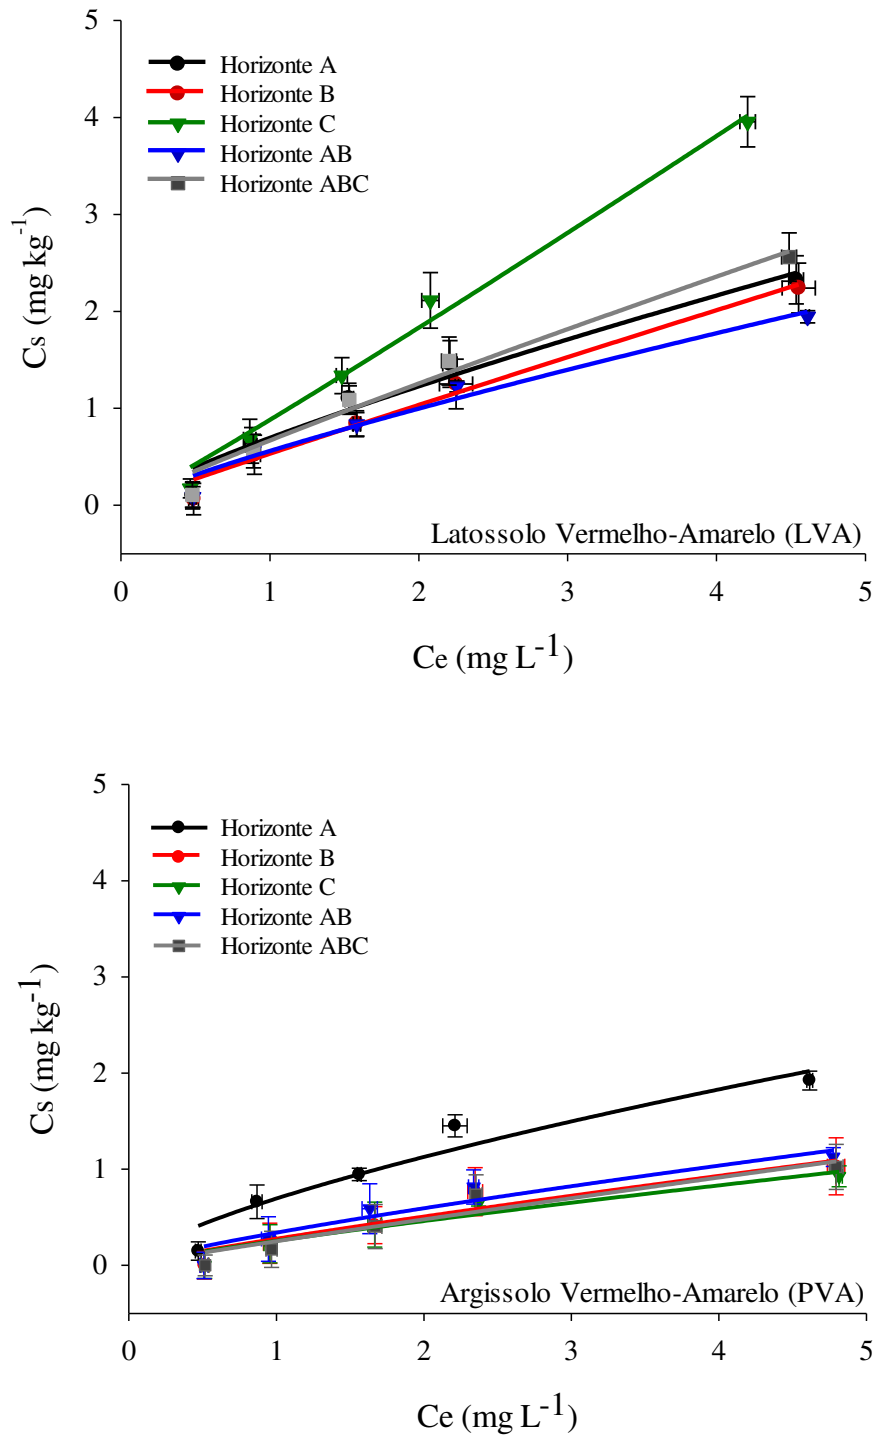 5
4
3
2
1
0
Cs (mg kg-1)
Horizonte A
Horizonte B
Horizonte C
Horizonte AB
Horizonte ABC
Latossolo Vermelho-Amarelo (LVA)
0 1 2 3 4 5
Ce (mg L-1)
5
4
3
2
1
0
Cs (mg kg-1)
Horizonte A
Horizonte B
Horizonte C
Horizonte AB
Horizonte ABC
Argissolo Vermelho-Amarelo (PVA)
0 1 2 3 4 5
Ce (mg L-1)